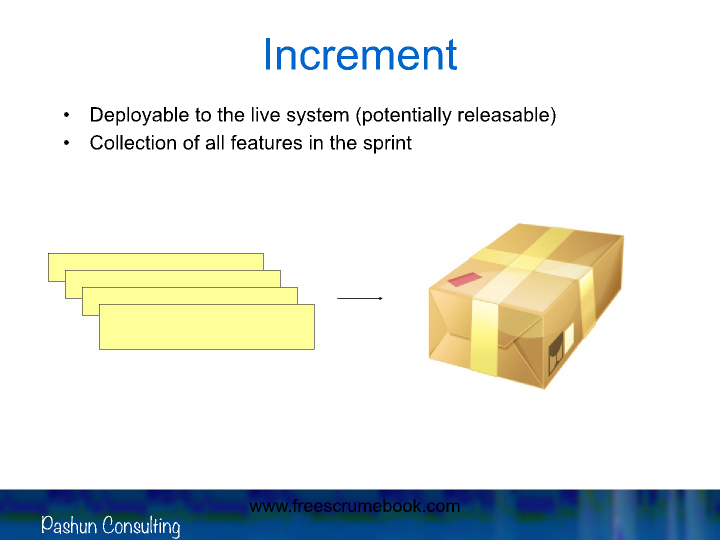 Increment
• Deployable to the live system (potentially releasable)
• Collection of all features in the sprint
www.freescrumebook.com
Pashun Consulting